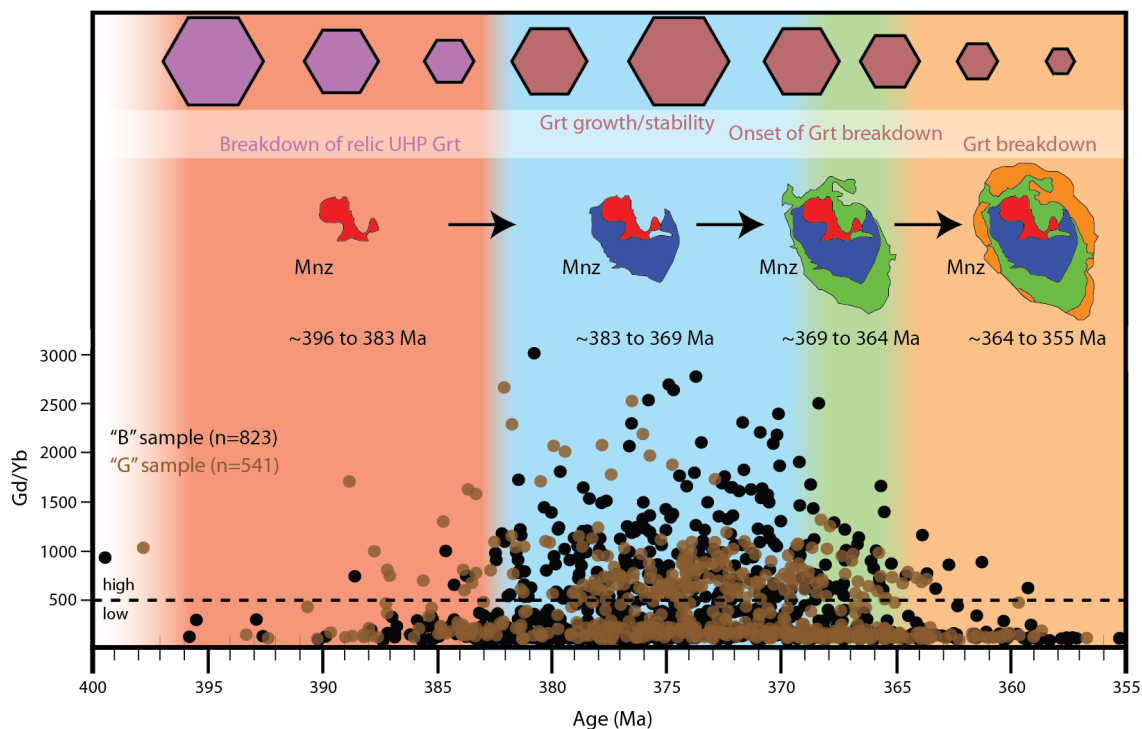 Breakdown of relic UHP Grt
Grt growth/stability
Onset of Grt breakdown
Grt breakdown
Mnz
Mnz
Mnz
Mnz
~396 to 383 Ma
~383 to 369 Ma
~369 to 364 Ma
~364 to 355 Ma
3000
2500
2000
1500
1000
500
Gd/Yb
"B" sample (n=823)
"G" sample (n=541)
high
low
400
395
390
385
380
375
370
365
360
355
Age (Ma)